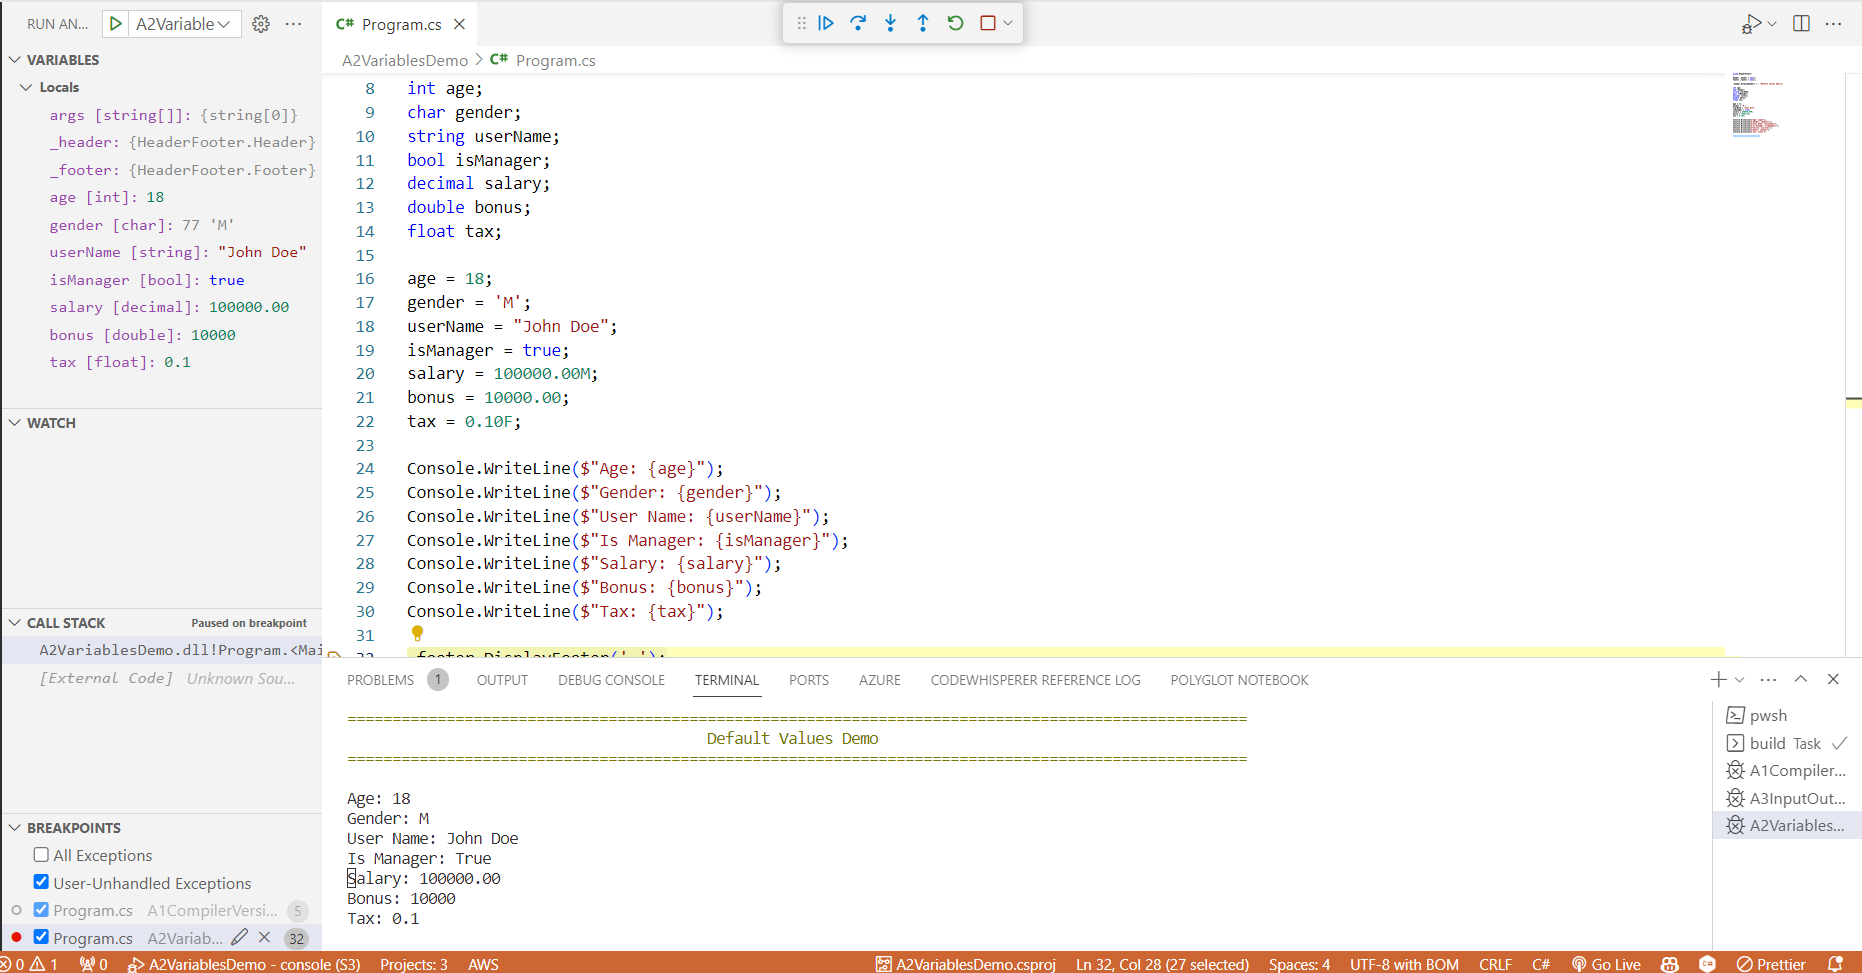 RUN AN...
A2Variable
VARIABLES
Locals
args [string[]]: {string[0]}
_header: {HeaderFooter.Header}
_footer: {HeaderFooter.Footer}
age [int]: 18
gender [char]: 77 'M'
userName [string]: "John Doe"
isManager [bool]: true
salary [decimal]: 100000.00
bonus [double]: 10000
tax [float]: 0.1
WATCH
CALL STACK Paused on breakpoint
A2VariablesDemo.dll!Program.<Mai
[External Code] Unknown Sou...
BREAKPOINTS
All Exceptions
User-Unhandled Exceptions
Program.cs A1CompilerVersi... 5
Program.cs A2Variab... 32
C# Program.cs
A2VariablesDemo > C# Program.cs
8 int age;
9 char gender;
10 string userName;
11 bool isManager;
12 decimal salary;
13 double bonus;
14 float tax;
15
16 age = 18;
17 gender = 'M';
18 userName = "John Doe";
19 isManager = true;
20 salary = 100000.00M;
21 bonus = 10000.00;
22 tax = 0.10F;
23
24 Console.WriteLine($"Age: {age}");
25 Console.WriteLine($"Gender: {gender}");
26 Console.WriteLine($"User Name: {userName}");
27 Console.WriteLine($"Is Manager: {isManager}");
28 Console.WriteLine($"Salary: {salary}");
29 Console.WriteLine($"Bonus: {bonus}");
30 Console.WriteLine($"Tax: {tax}");
31
32 _footer.DisplayFooter('-');
PROBLEMS 1 OUTPUT DEBUG CONSOLE TERMINAL PORTS AZURE CODEWHISPERER REFERENCE LOG POLYGLOT NOTEBOOK
====================================================================================================
Default Values Demo
====================================================================================================
Age: 18
Gender: M
User Name: John Doe
Is Manager: True
Salary: 100000.00
Bonus: 10000
Tax: 0.1
pwsh
build Task
A1Compiler...
A3InputOut...
A2Variables...
0 1 0 A2VariablesDemo - console (S3) Projects: 3 AWS A2VariablesDemo.csproj Ln 32, Col 28 (27 selected) Spaces: 4 UTF-8 with BOM CRLF C# Go Live Prettier